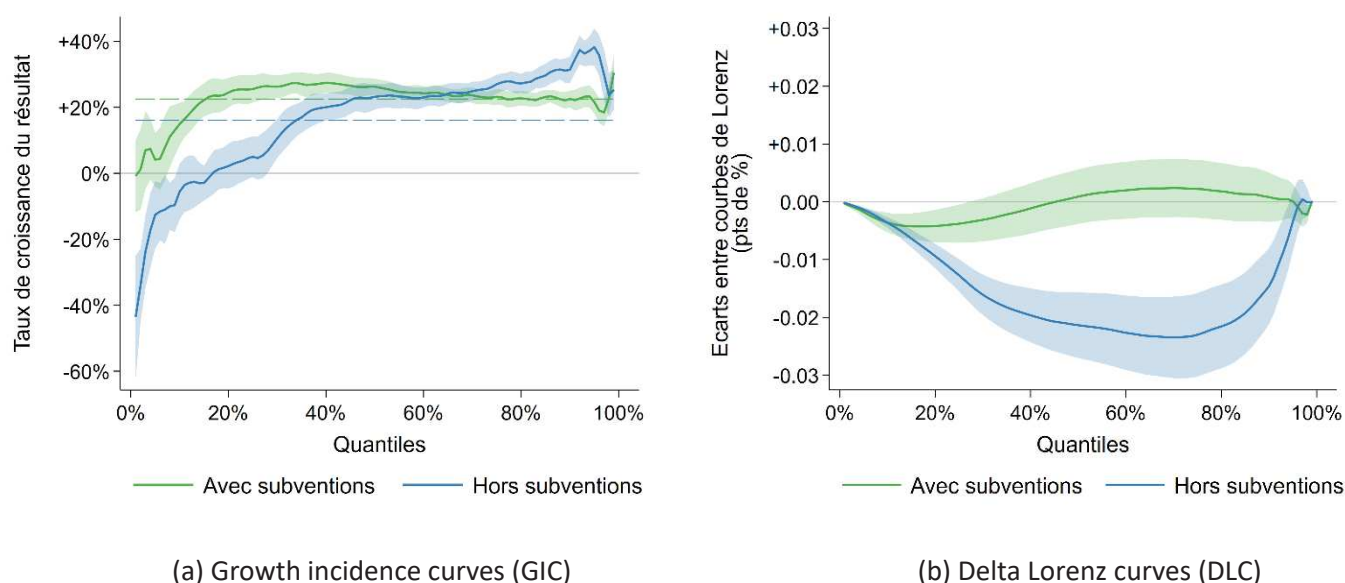 Taux de croissance du résultat
+40%
+20%
0%
-20%
-40%
-60%
0%
20%
40%
60%
80%
100%
Quantiles
Avec subventions
Hors subventions
(a) Growth incidence curves (GIC)
Ecarts entre courbes de Lorenz
(pts de %)
+0.03
+0.02
+0.01
0.00
-0.01
-0.02
-0.03
0%
20%
40%
60%
80%
100%
Quantiles
Avec subventions
Hors subventions
(b) Delta Lorenz curves (DLC)